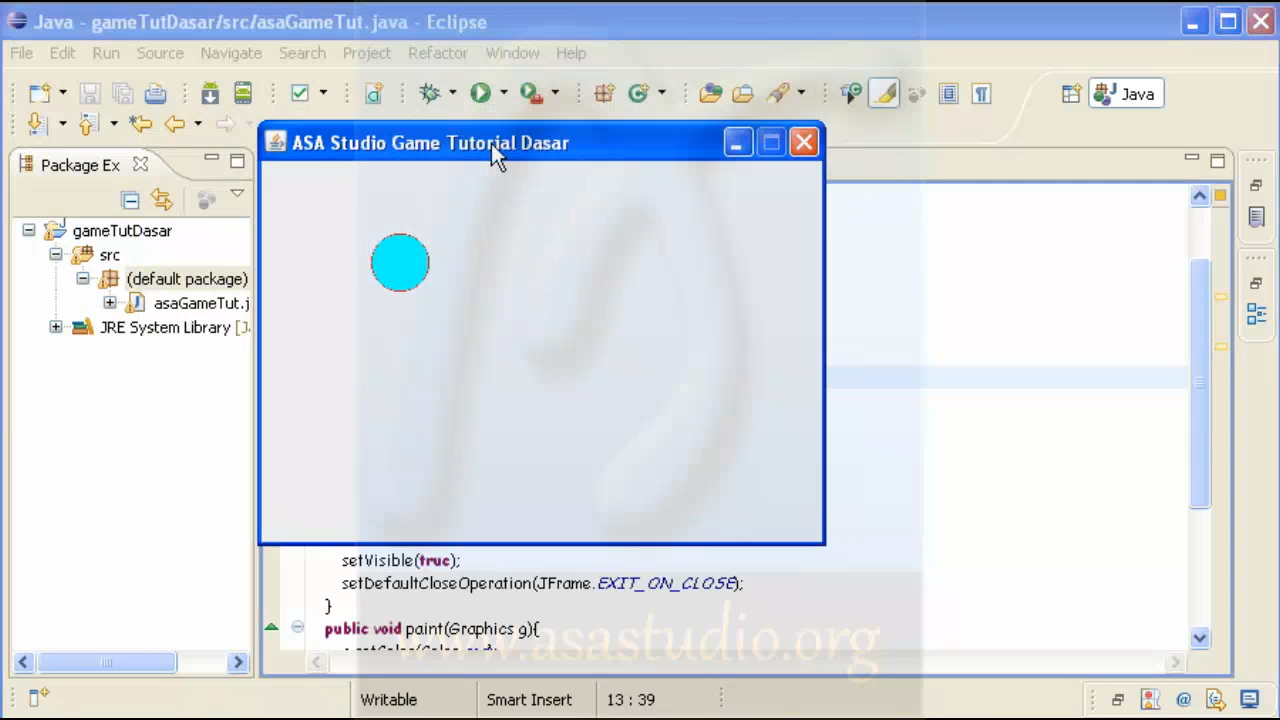 Java - gameTutDasar/src/asaGameTut.java - Eclipse
File Edit Run Source Navigate Search Project Refactor Window Help
Java
ASA Studio Game Tutorial Dasar
Package Ex
gameTutDasar
src
(default package)
asaGameTut.j
JRE System Library [J
setVisible(true);
setDefaultCloseOperation(JFrame.EXIT_ON_CLOSE);
}
public void paint(Graphics g){
www.asastudio.org
Writable Smart Insert 13 : 39